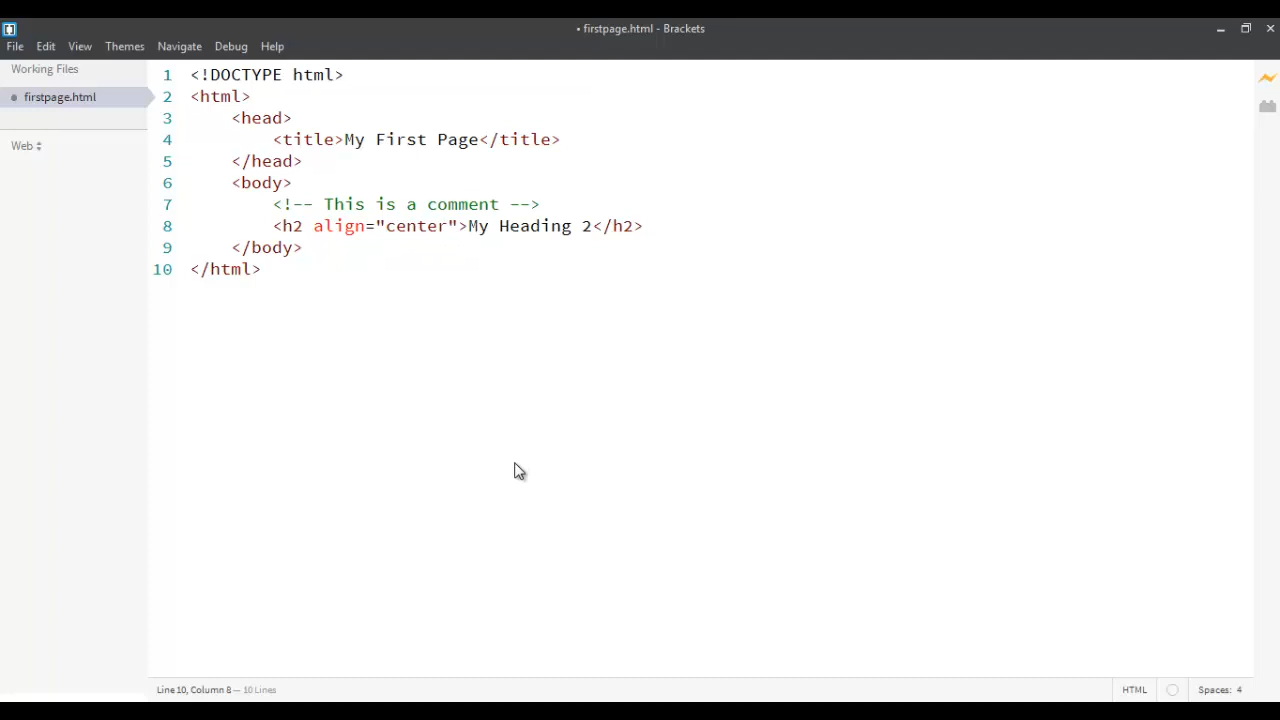 • firstpage.html - Brackets
File Edit View Themes Navigate Debug Help
Working Files
firstpage.html
Web
1 <!DOCTYPE html>
2 <html>
3     <head>
4         <title>My First Page</title>
5     </head>
6     <body>
7         <!-- This is a comment -->
8         <h2 align="center">My Heading 2</h2>
9     </body>
10 </html>
Line 10, Column 8 — 10 Lines
HTML
Spaces: 4